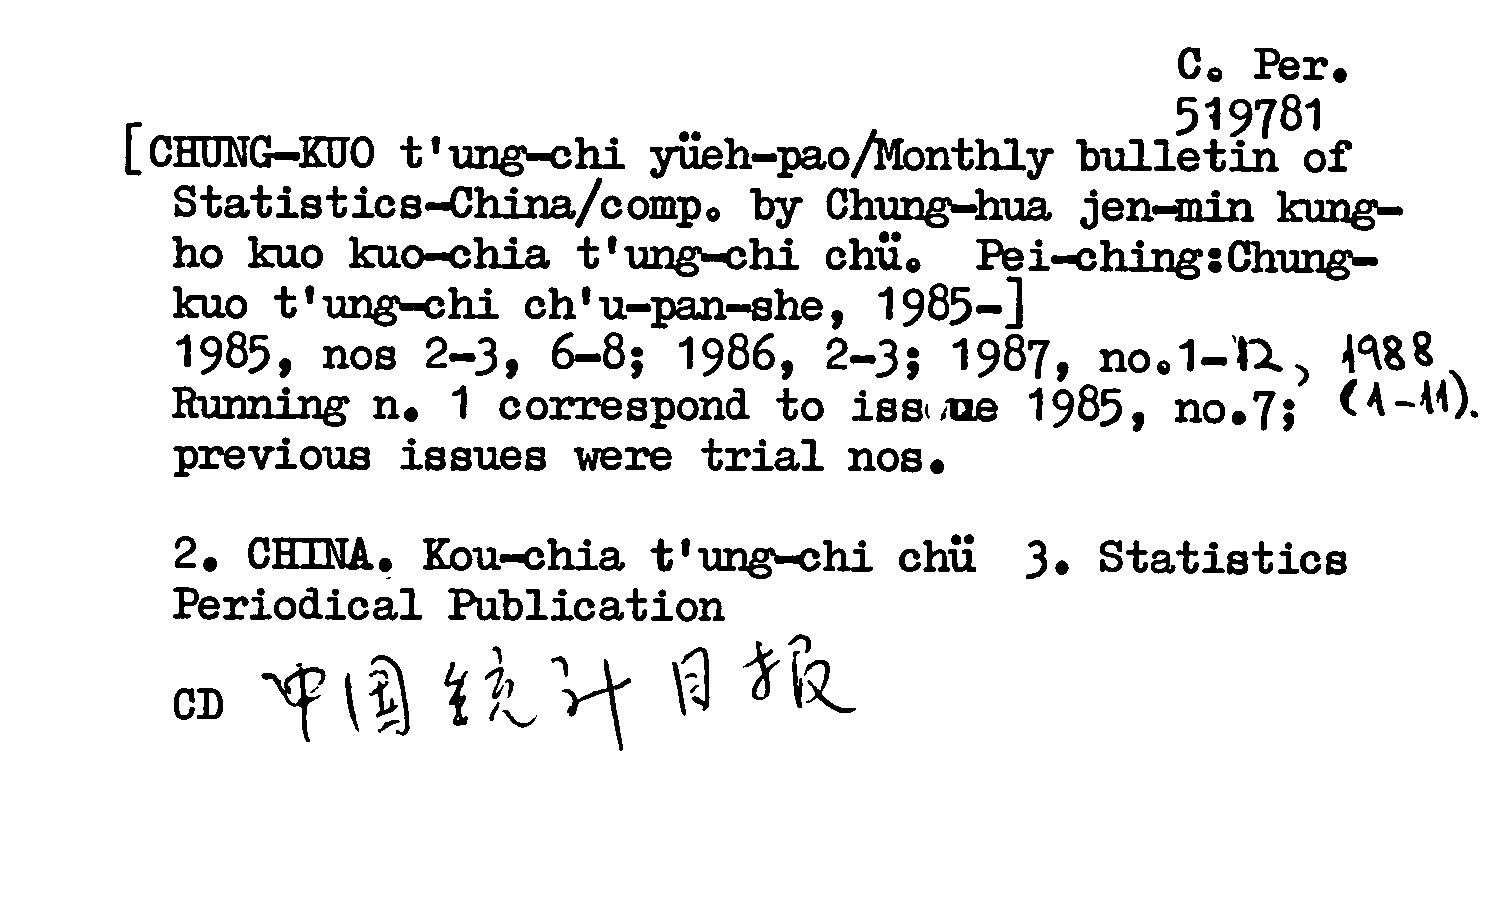 C. Per.
519781
[CHUNG-KUO t'ung-chi yüeh-pao/Monthly bulletin of
Statistics-China/comp. by Chung-hua jen-min kung-
ho kuo kuo-chia t'ung-chi chü. Pei-ching:Chung-
kuo t'ung-chi ch'u-pan-she, 1985-]
1985, nos 2-3, 6-8; 1986, 2-3; 1987, no.1-12, 1988
Running n. 1 correspond to issue 1985, no.7; (1-11).
previous issues were trial nos.
2. CHINA. Kou-chia t'ung-chi chü 3. Statistics
Periodical Publication
CD 中国统计月报